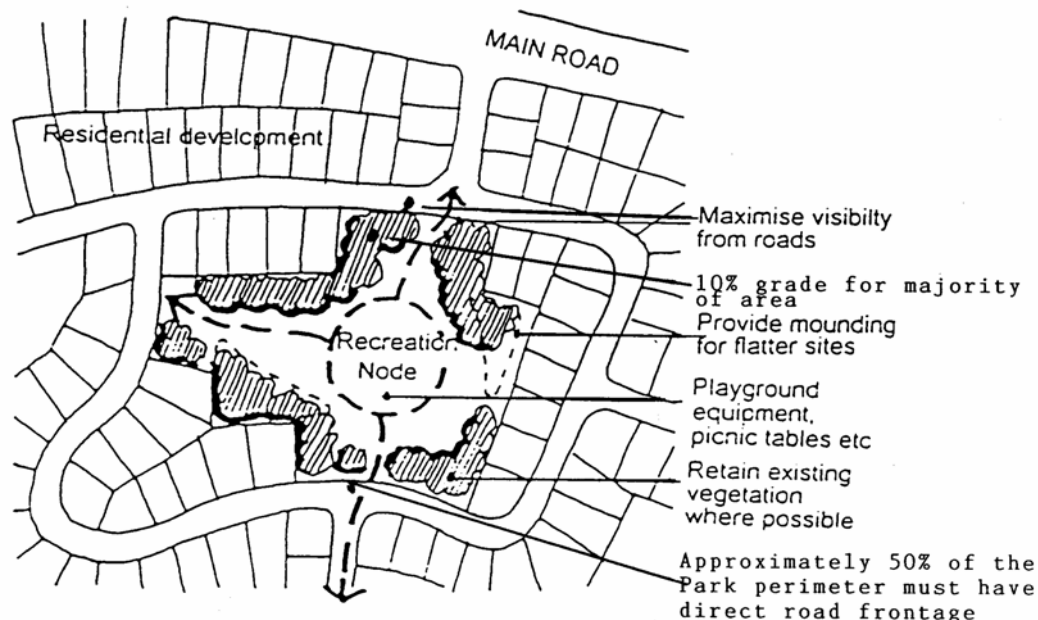 MAIN ROAD
Residential development
Maximise visibilty
from roads
10% grade for majority
of area
Provide mounding
for flatter sites
Recreation
Node
Playground
equipment,
picnic tables etc
Retain existing
vegetation
where possible
Approximately 50% of the
Park perimeter must have
direct road frontage